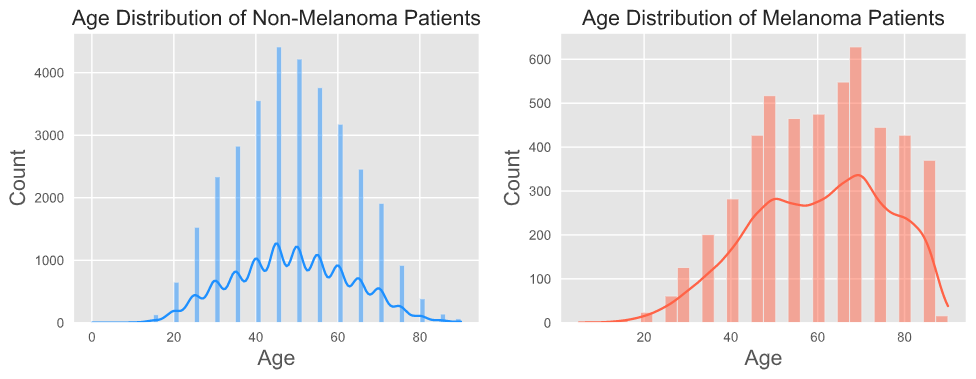 Age Distribution of Non-Melanoma Patients
4000
3000
2000
1000
0
Count
0 20 40 60 80
Age
Age Distribution of Melanoma Patients
600
500
400
300
200
100
0
Count
20 40 60 80
Age